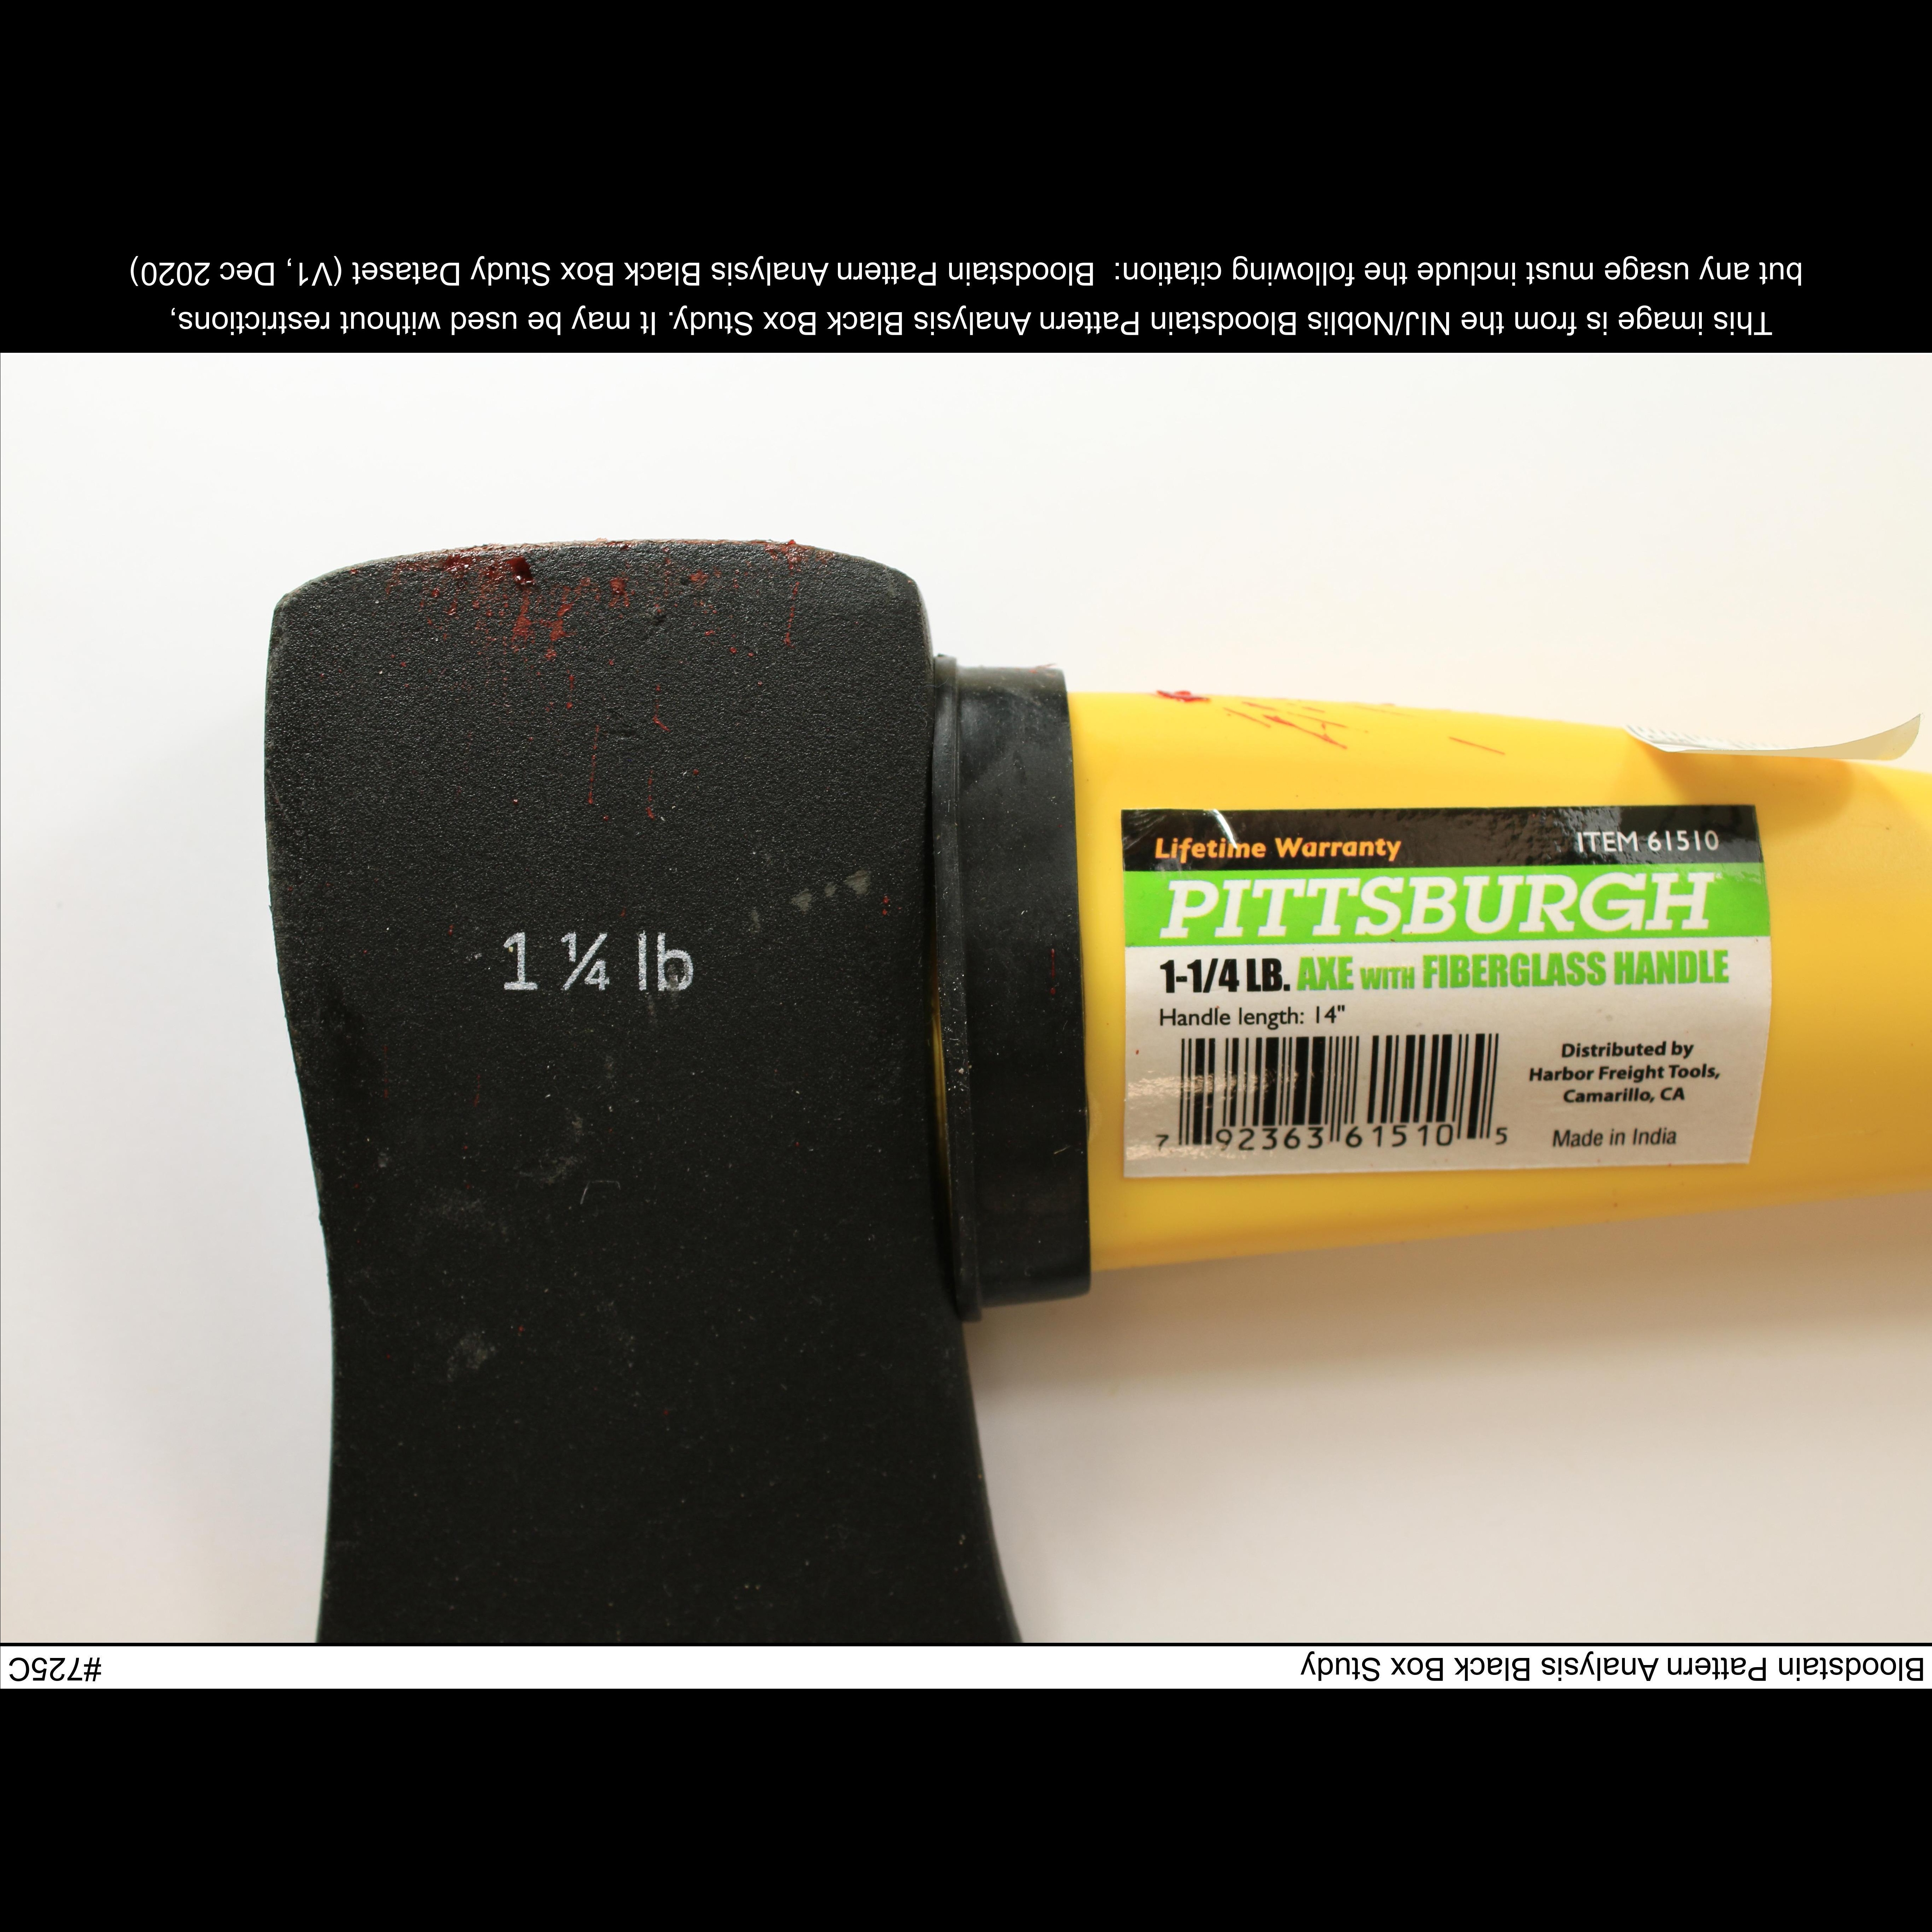 This image is from the NIJ/Noblis Bloodstain Pattern Analysis Black Box Study. It may be used without restrictions,
but any usage must include the following citation:  Bloodstain Pattern Analysis Black Box Study Dataset (V1, Dec 2020)
1 ¼ lb
Lifetime Warranty
ITEM 61510
PITTSBURGH
1-1/4 LB. AXE WITH FIBERGLASS HANDLE
Handle length: 14"
Distributed by
Harbor Freight Tools,
Camarillo, CA
Made in India
7 92363 61510 5
Bloodstain Pattern Analysis Black Box Study
#725C